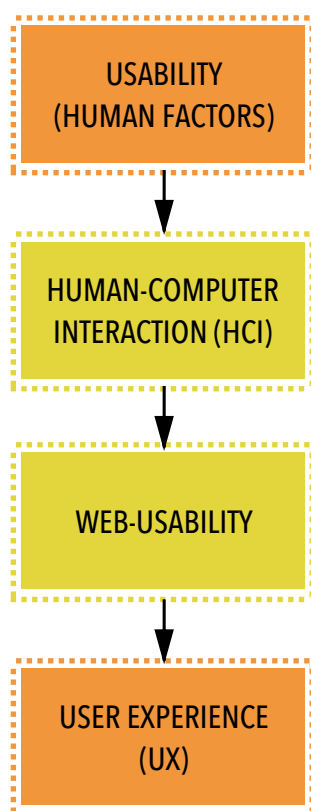 USABILITY
(HUMAN FACTORS)
HUMAN-COMPUTER
INTERACTION (HCI)
WEB-USABILITY
USER EXPERIENCE
(UX)